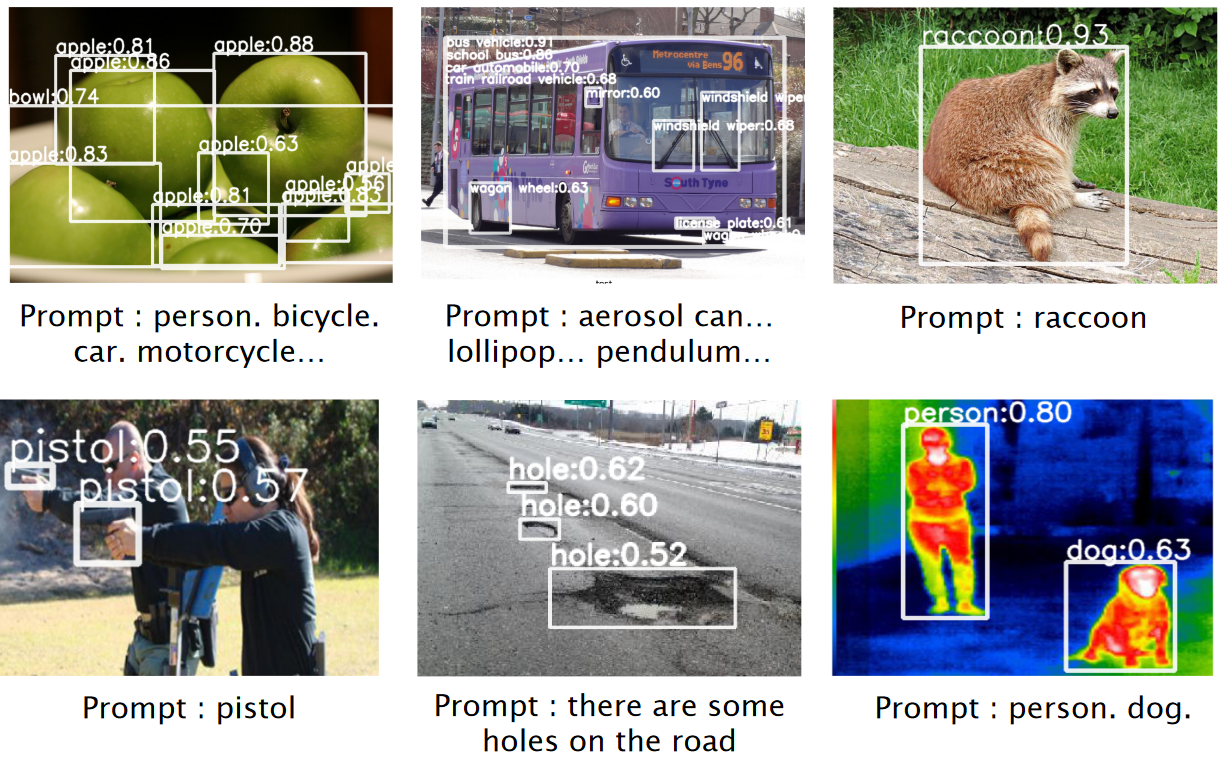 apple:0.81
apple:0.88
apple:0.86
bowl:0.74
apple:0.63
apple:0.83
apple
apple:0.81
apple:0.83
apple:0.70
Prompt : person. bicycle.
car. motorcycle...
bus vehicle:0.91
school bus:0.86
car automobile:0.70
train railroad vehicle:0.68
mirror:0.60
Metrocentre
via Bens 96
windshield wiper
windshield wiper:0.68
South Tyne
wagon wheel:0.63
license plate:0.61
Prompt : aerosol can...
lollipop... pendulum...
raccoon:0.93
Prompt : raccoon
pistol:0.55
pistol:0.57
Prompt : pistol
hole:0.62
hole:0.60
hole:0.52
Prompt : there are some
holes on the road
person:0.80
dog:0.63
Prompt : person. dog.